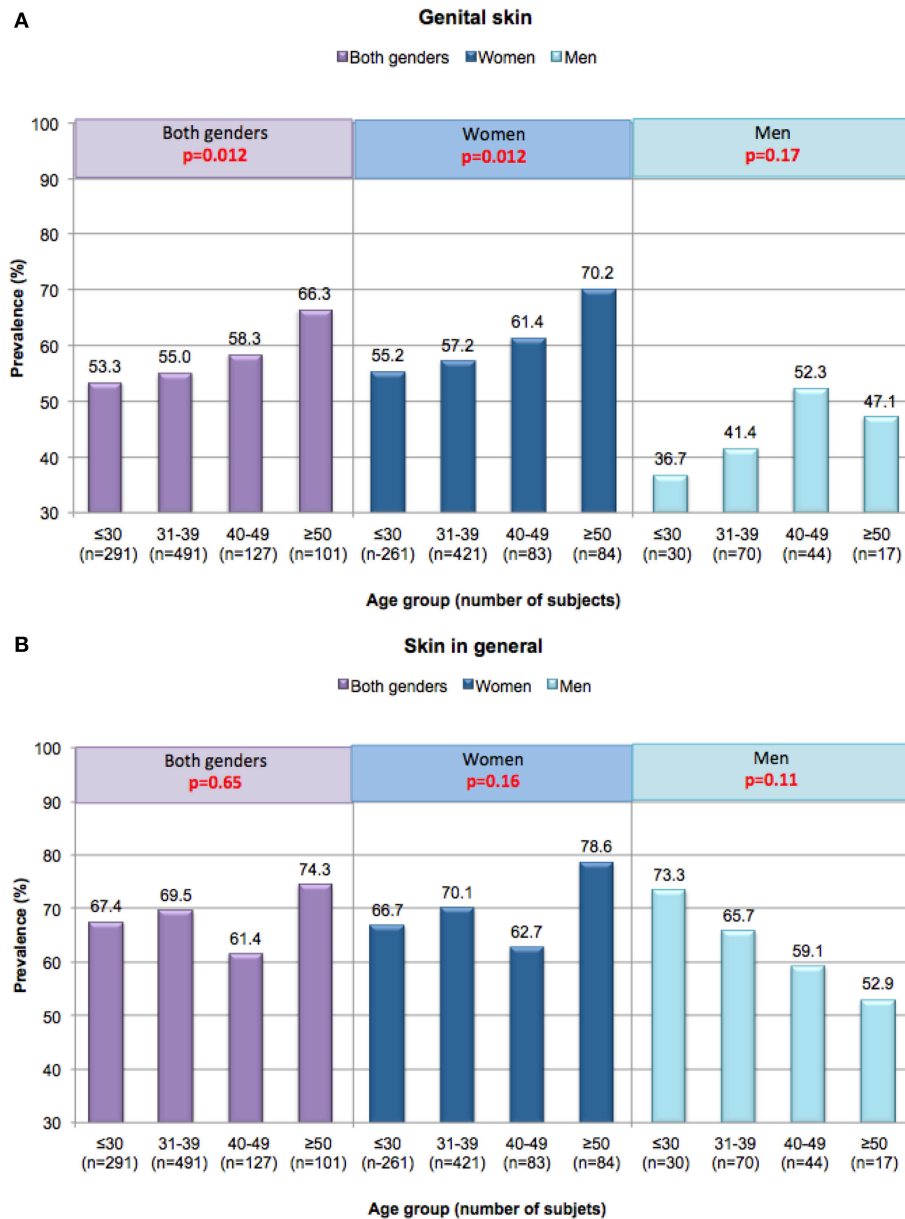 A
Genital skin
Both genders Women Men
Both genders Women Men
p=0.012 p=0.012 p=0.17
Prevalence (%)
100
90
80
70
60
50
40
30
53.3 55.0 58.3 66.3 55.2 57.2 61.4 70.2 36.7 41.4 52.3 47.1
≤30 31-39 40-49 ≥50 ≤30 31-39 40-49 ≥50 ≤30 31-39 40-49 ≥50
(n=291) (n=491) (n=127) (n=101) (n-261) (n=421) (n=83) (n=84) (n=30) (n=70) (n=44) (n=17)
Age group (number of subjects)
B
Skin in general
Both genders Women Men
Both genders Women Men
p=0.65 p=0.16 p=0.11
Prevalence (%)
100
90
80
70
60
50
40
30
67.4 69.5 61.4 74.3 66.7 70.1 62.7 78.6 73.3 65.7 59.1 52.9
≤30 31-39 40-49 ≥50 ≤30 31-39 40-49 ≥50 ≤30 31-39 40-49 ≥50
(n=291) (n=491) (n=127) (n=101) (n-261) (n=421) (n=83) (n=84) (n=30) (n=70) (n=44) (n=17)
Age group (number of subjets)